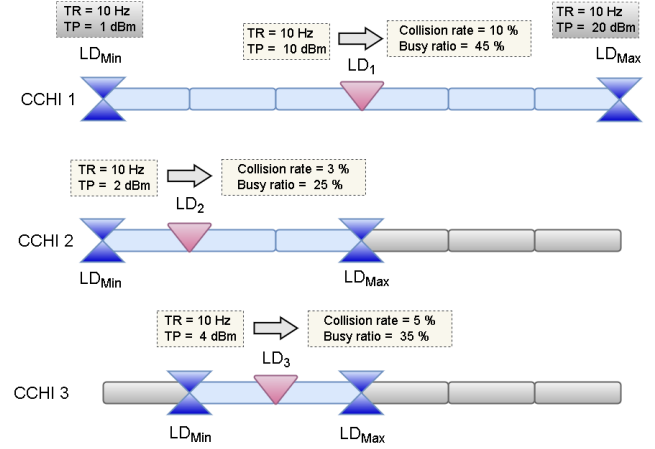 TR = 10 Hz
TP = 1 dBm
LDMin
TR = 10 Hz
TP = 10 dBm
LD1
Collision rate = 10 %
Busy ratio = 45 %
TR = 10 Hz
TP = 20 dBm
LDMax
CCHI 1
TR = 10 Hz
TP = 2 dBm
LD2
Collision rate = 3 %
Busy ratio = 25 %
CCHI 2
LDMin
LDMax
TR = 10 Hz
TP = 4 dBm
LD3
Collision rate = 5 %
Busy ratio = 35 %
CCHI 3
LDMin
LDMax